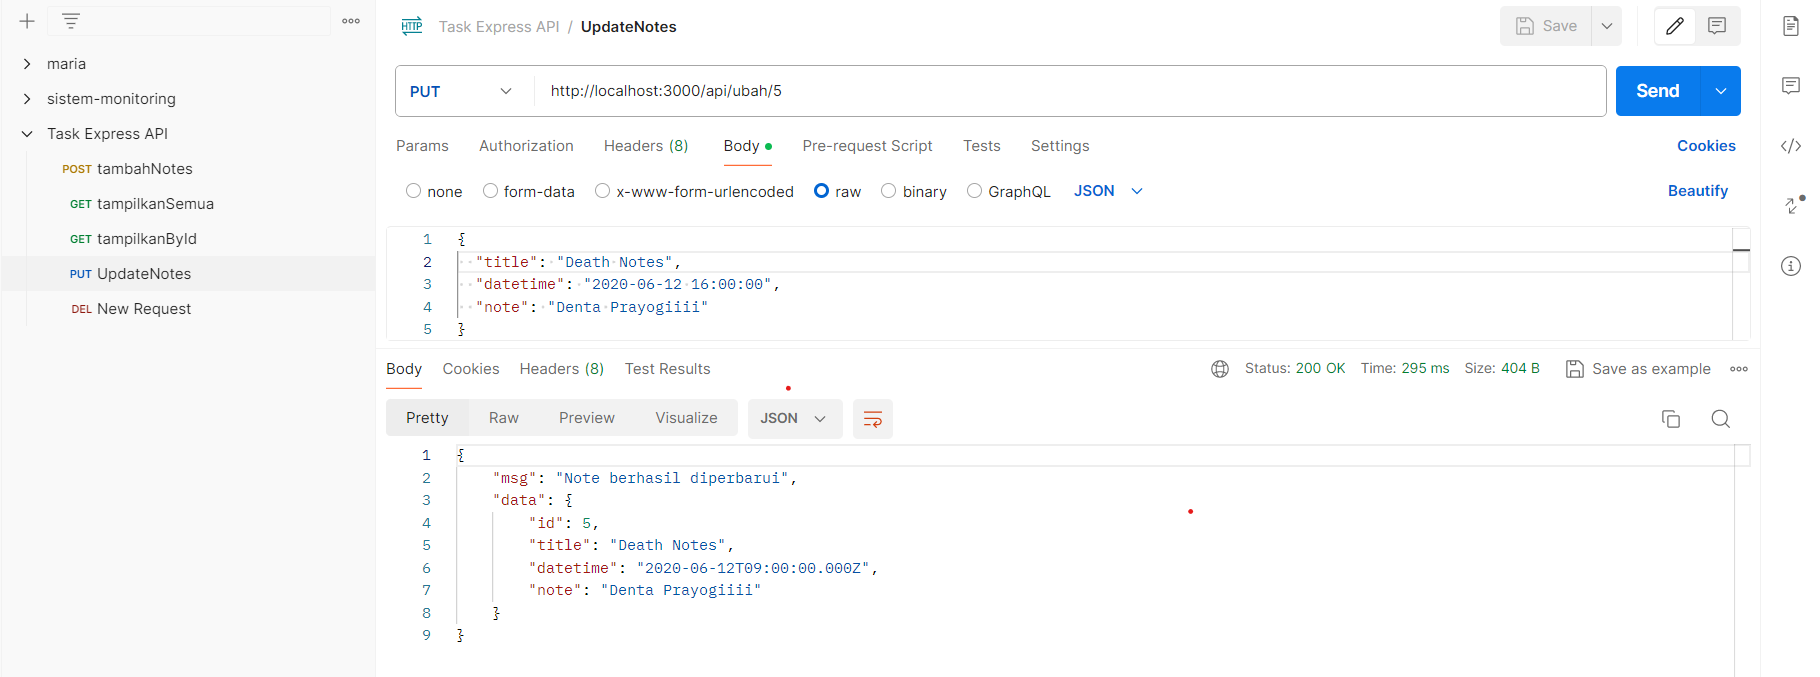 HTTP Task Express API / UpdateNotes
Save
maria
sistem-monitoring
Task Express API
POST tambahNotes
GET tampilkanSemua
GET tampilkanById
PUT UpdateNotes
DEL New Request
PUT http://localhost:3000/api/ubah/5
Send
Params Authorization Headers (8) Body Pre-request Script Tests Settings Cookies
none form-data x-www-form-urlencoded raw binary GraphQL JSON Beautify
1 {
2 "title": "Death Notes",
3 "datetime": "2020-06-12 16:00:00",
4 "note": "Denta Prayogiiii"
5 }
Body Cookies Headers (8) Test Results Status: 200 OK Time: 295 ms Size: 404 B Save as example
Pretty Raw Preview Visualize JSON
1 {
2 "msg": "Note berhasil diperbarui",
3 "data": {
4 "id": 5,
5 "title": "Death Notes",
6 "datetime": "2020-06-12T09:00:00.000Z",
7 "note": "Denta Prayogiiii"
8 }
9 }